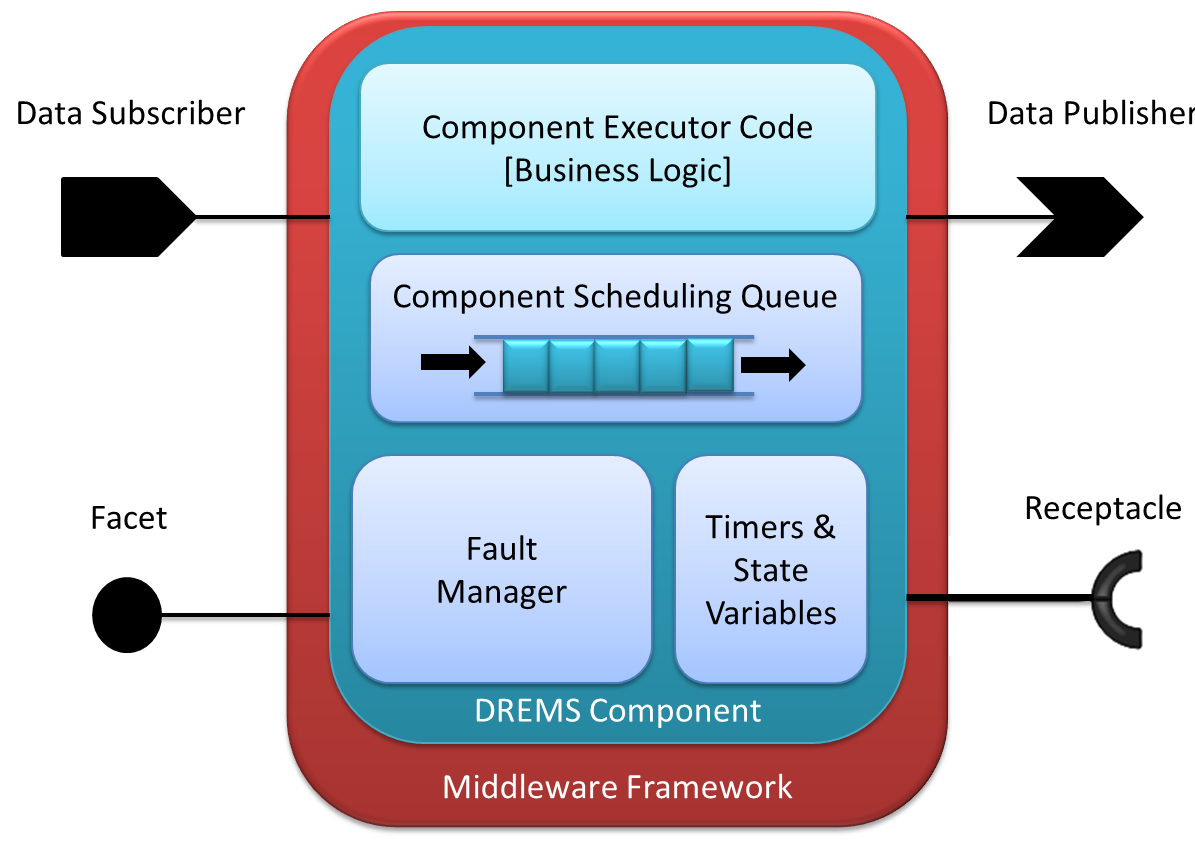 Data Subscriber
Data Publisher
Component Executor Code
[Business Logic]
Component Scheduling Queue
Facet
Receptacle
Fault
Manager
Timers &
State
Variables
DREMS Component
Middleware Framework